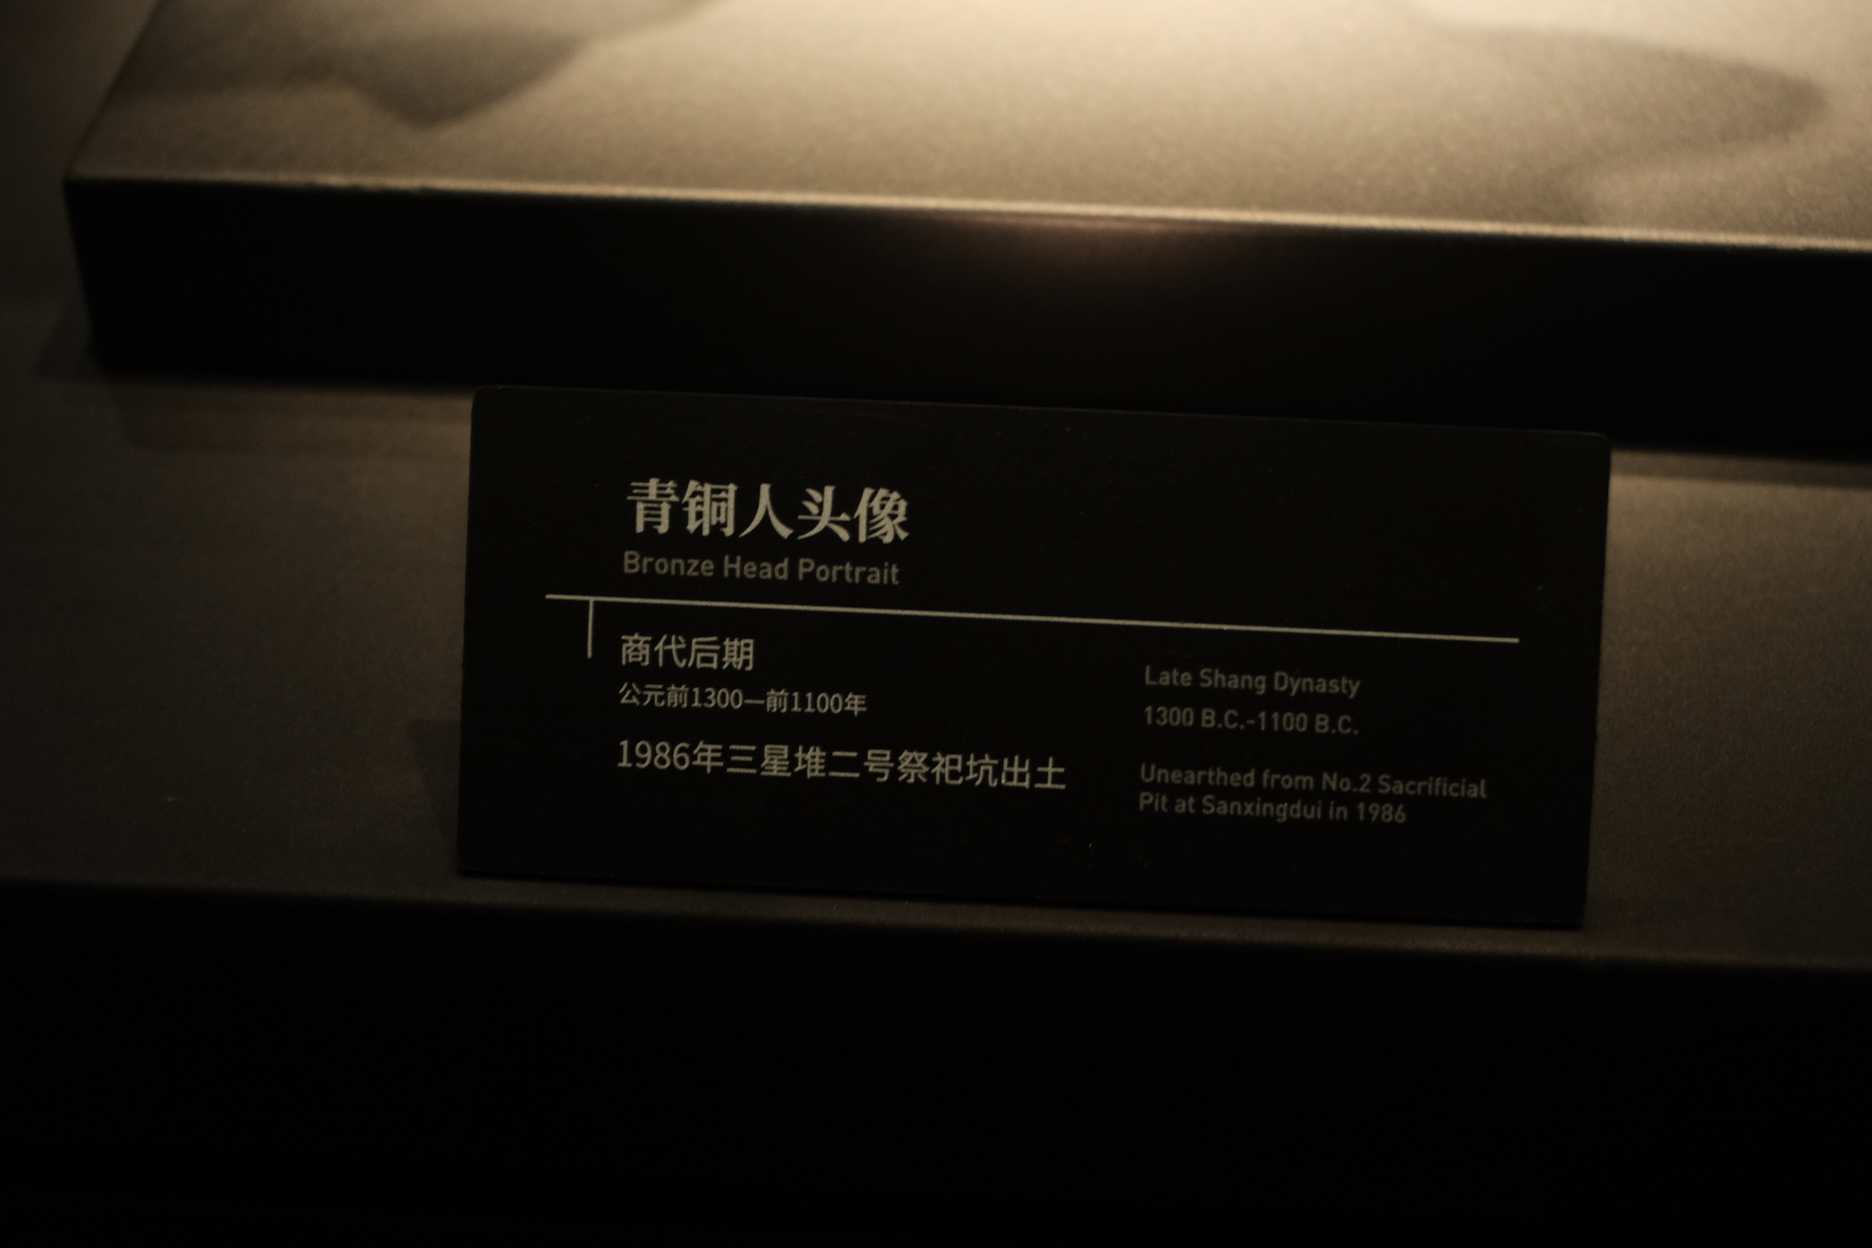 青铜人头像
Bronze Head Portrait
商代后期
公元前1300—前1100年
1986年三星堆二号祭祀坑出土
Late Shang Dynasty
1300 B.C.-1100 B.C.
Unearthed from No.2 Sacrificial
Pit at Sanxingdui in 1986